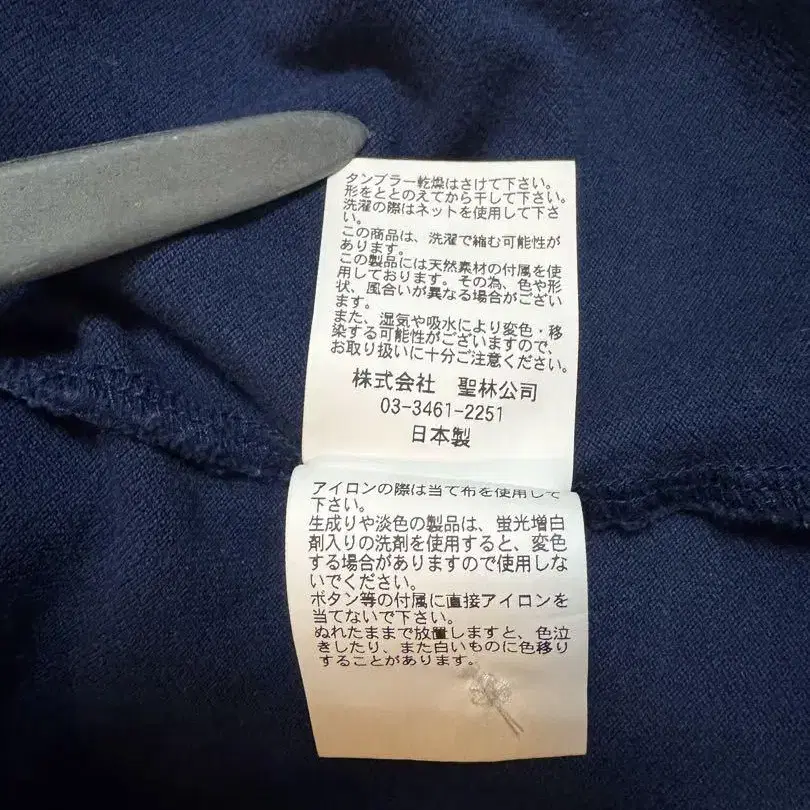 タンブラー乾燥はさけて下さい。
形をととのえてから干して下さい。
洗濯の際はネットを使用して下さ
い。
この商品は、洗濯で縮む可能性が
あります。
この製品には天然素材の付属を使
用しております。その為、色や形
状、風合いが異なる場合がござい
ます。
また、湿気や吸水により変色・移
染する可能性がございますので、
お取り扱いに十分ご注意ください。
株式会社 聖林公司
03-3461-2251
日本製
アイロンの際は当て布を使用して
下さい。
生成りや淡色の製品は、蛍光増白
剤入りの洗剤を使用すると、変色
する場合がありますので使用しな
いでください。
ボタン等の付属に直接アイロンを
当てないで下さい。
ぬれたままで放置しますと、色泣
きしたり、また白いものに色移り
することがあります。